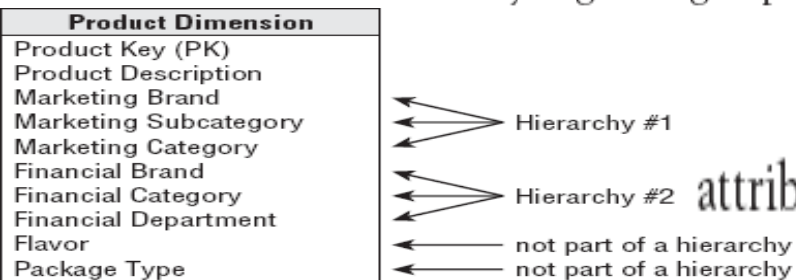 Product Dimension
Product Key (PK)
Product Description
Marketing Brand
Marketing Subcategory
Marketing Category
Hierarchy #1
Financial Brand
Financial Category
Financial Department
Hierarchy #2
Flavor
not part of a hierarchy
Package Type
not part of a hierarchy